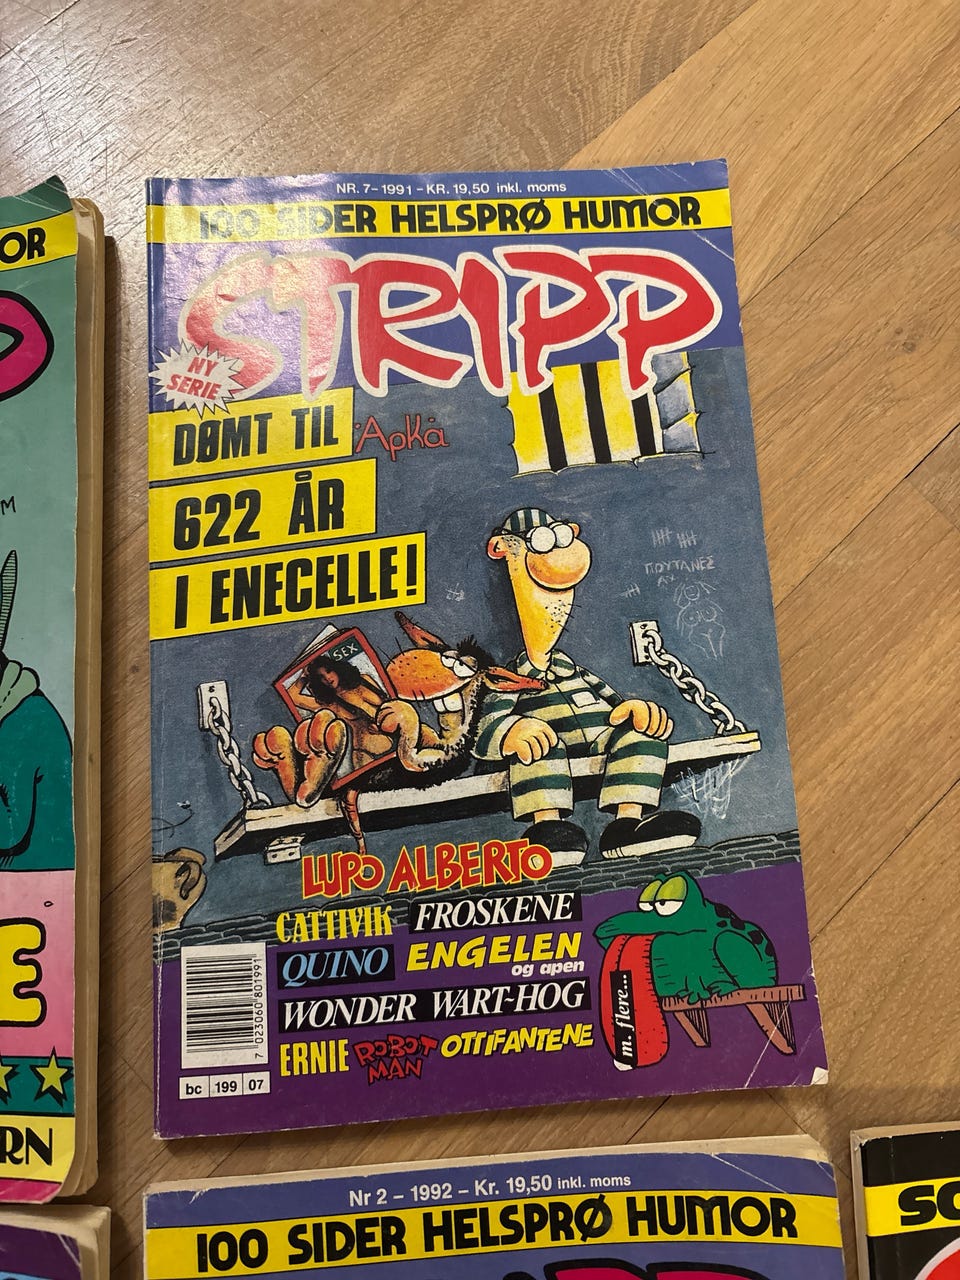 NR. 7-1991-KR. 19,50 inkl. moms
100 SIDER HELSPRØ HUMOR
STRIPP
NY
SERIE
DØMT TIL
622 ÅR
I ENECELLE!
Арка̊
ΠΟΥΤΑΝΕΣ
ΑΧ
SEX
LUPO ALBERTO
CATTIVIK
FROSKENE
QUINO
ENGELEN
og apen
WONDER WART-HOG
ERNIE
ROBOT
MAN
OTTIFANTENE
m. flere...
7 023060 801991
bc 199 07
OR
M
E
RN
Nr 2 – 1992 – Kr. 19,50 inkl. moms
100 SIDER HELSPRØ HUMOR
SC